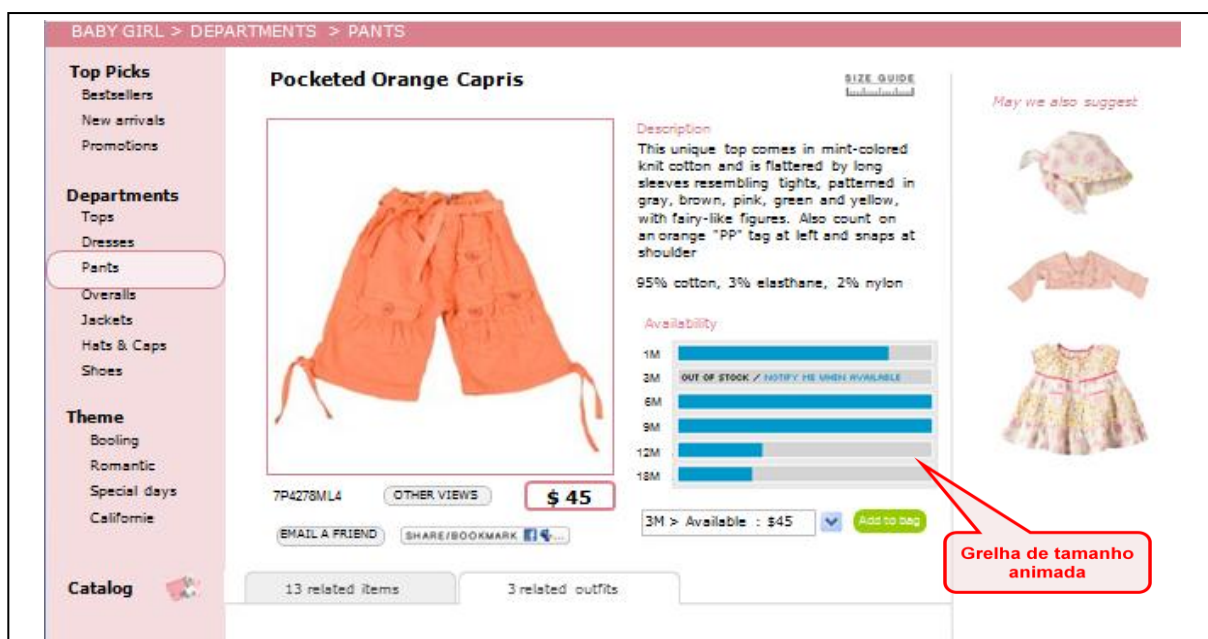 BABY GIRL > DEPARTMENTS > PANTS
Top Picks
Bestsellers
New arrivals
Promotions
Departments
Tops
Dresses
Pants
Overalls
Jackets
Hats & Caps
Shoes
Theme
Booling
Romantic
Special days
Californie
Catalog
Pocketed Orange Capris
SIZE GUIDE
7P4278ML4
OTHER VIEWS
$ 45
EMAIL A FRIEND
SHARE/BOOKMARK
Description
This unique top comes in mint-colored
knit cotton and is flattered by long
sleeves resembling tights, patterned in
gray, brown, pink, green and yellow,
with fairy-like figures. Also count on
an orange "PP" tag at left and snaps at
shoulder
95% cotton, 3% elasthane, 2% nylon
Availability
1M
3M OUT OF STOCK / NOTIFY ME WHEN AVAILABLE
6M
9M
12M
18M
3M > Available : $45
Add to bag
May we also suggest
Grelha de tamanho
animada
13 related items
3 related outfits